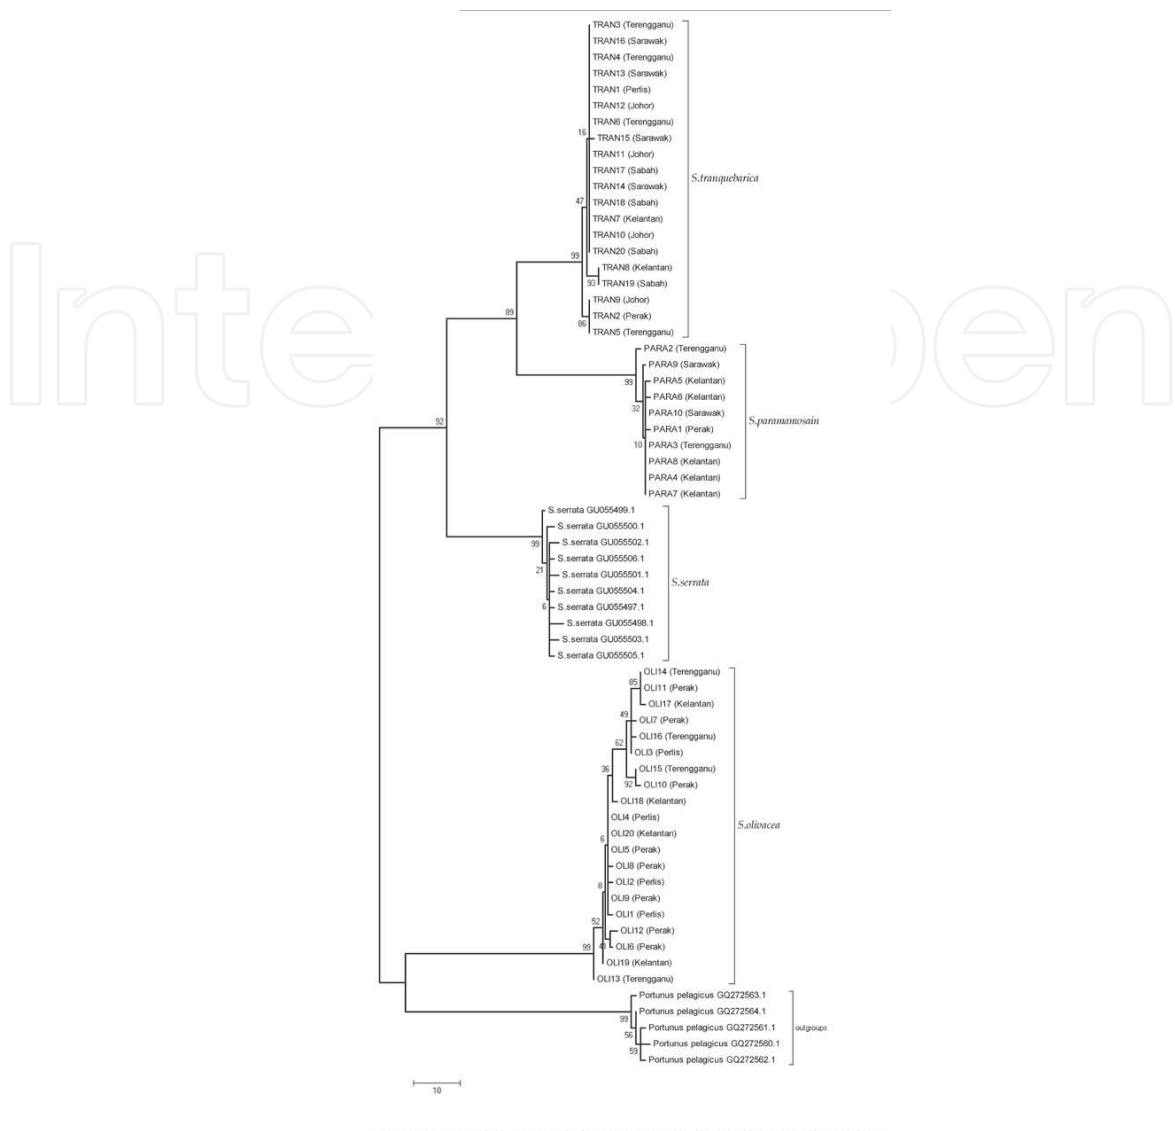 TRAN3 (Terengganu)
TRAN16 (Sarawak)
TRAN4 (Terengganu)
TRAN13 (Sarawak)
TRAN1 (Perlis)
TRAN12 (Johor)
TRAN6 (Terengganu)
16
TRAN15 (Sarawak)
TRAN11 (Johor)
TRAN17 (Sabah)
S.tranquebarica
TRAN14 (Sarawak)
47
TRAN18 (Sabah)
TRAN7 (Kelantan)
TRAN10 (Johor)
TRAN20 (Sabah)
99
TRAN8 (Kelantan)
93
TRAN19 (Sabah)
TRAN9 (Johor)
89
TRAN2 (Perak)
86
TRAN5 (Terengganu)
PARA2 (Terengganu)
PARA9 (Sarawak)
99
PARA5 (Kelantan)
PARA6 (Kelantan)
32
PARA10 (Sarawak)
92
S.paramamosain
PARA1 (Perak)
10
PARA3 (Terengganu)
PARA8 (Kelantan)
PARA4 (Kelantan)
PARA7 (Kelantan)
S.serrata GU055499.1
S.serrata GU055500.1
99
S.serrata GU055502.1
S.serrata GU055506.1
21
S.serrata GU055501.1
S.serrata
S.serrata GU055504.1
6
S.serrata GU055497.1
S.serrata GU055498.1
S.serrata GU055503.1
S.serrata GU055505.1
OLI14 (Terengganu)
85
OLI11 (Perak)
OLI17 (Kelantan)
49
OLI7 (Perak)
OLI16 (Terengganu)
62
OLI3 (Perlis)
36
OLI15 (Terengganu)
92
OLI10 (Perak)
OLI18 (Kelantan)
OLI4 (Perlis)
S.olivacea
OLI20 (Kelantan)
6
OLI5 (Perak)
OLI8 (Perak)
8
OLI2 (Perlis)
OLI9 (Perak)
OLI1 (Perlis)
52
OLI12 (Perak)
99
41
OLI6 (Perak)
OLI19 (Kelantan)
OLI13 (Terengganu)
Portunus pelagicus GQ272563.1
Portunus pelagicus GQ272564.1
99
Portunus pelagicus GQ272561.1
outgroups
56
Portunus pelagicus GQ272560.1
59
Portunus pelagicus GQ272562.1
10